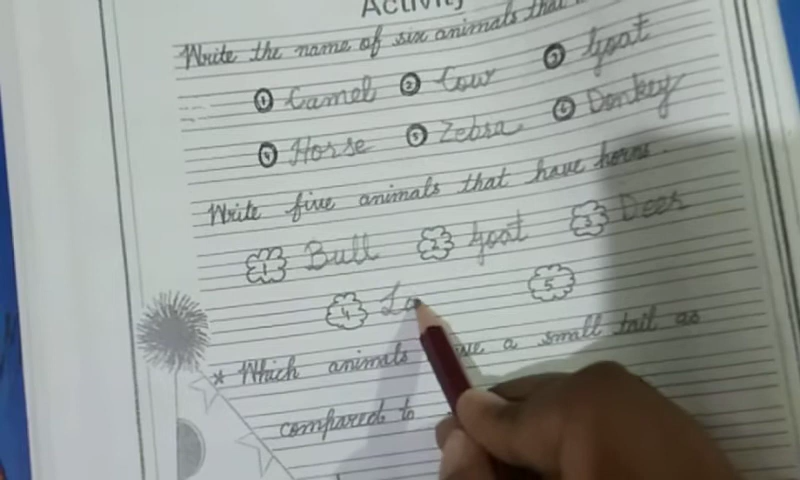 Activity
Write the name of six animals that
1 Camel 2 Cow 3 Goat
Horse 5 Zebra 6 Donkey
Write five animals that have horns.
1 Bull 2 Goat 3 Deer
4 5
* Which animals a small tail as
compared to